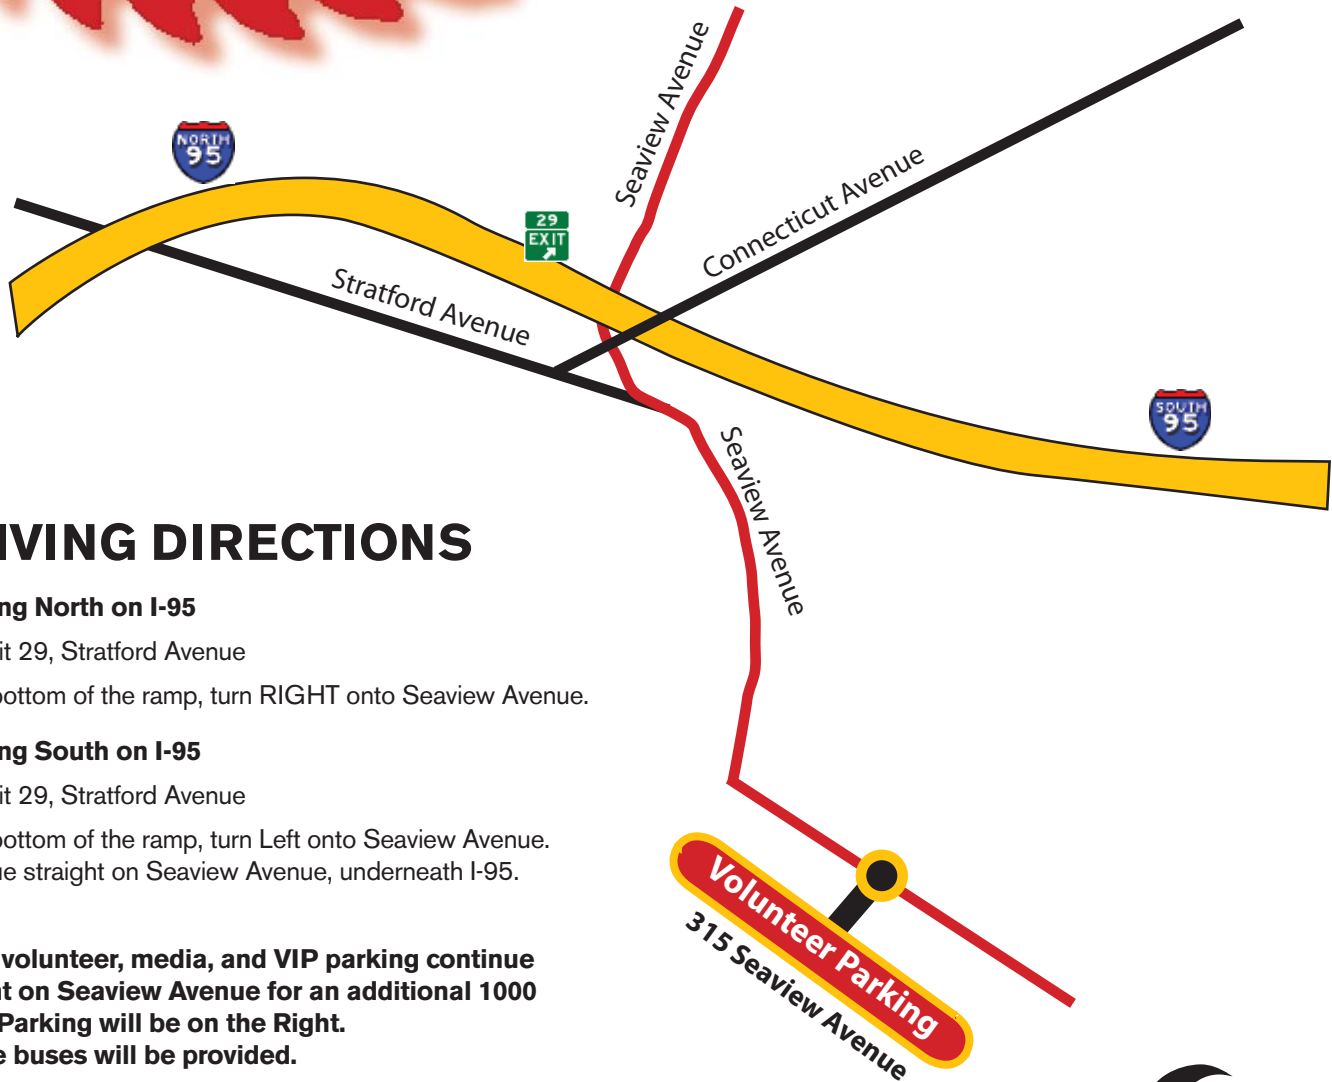 Seaview Avenue
Connecticut Avenue
NORTH
95
29
EXIT
Stratford Avenue
SOUTH
95
Seaview Avenue
IVING DIRECTIONS
ng North on I-95
it 29, Stratford Avenue
bottom of the ramp, turn RIGHT onto Seaview Avenue.
ng South on I-95
it 29, Stratford Avenue
bottom of the ramp, turn Left onto Seaview Avenue.
ue straight on Seaview Avenue, underneath I-95.
volunteer, media, and VIP parking continue
nt on Seaview Avenue for an additional 1000
Parking will be on the Right.
e buses will be provided.
Volunteer Parking
315 Seaview Avenue